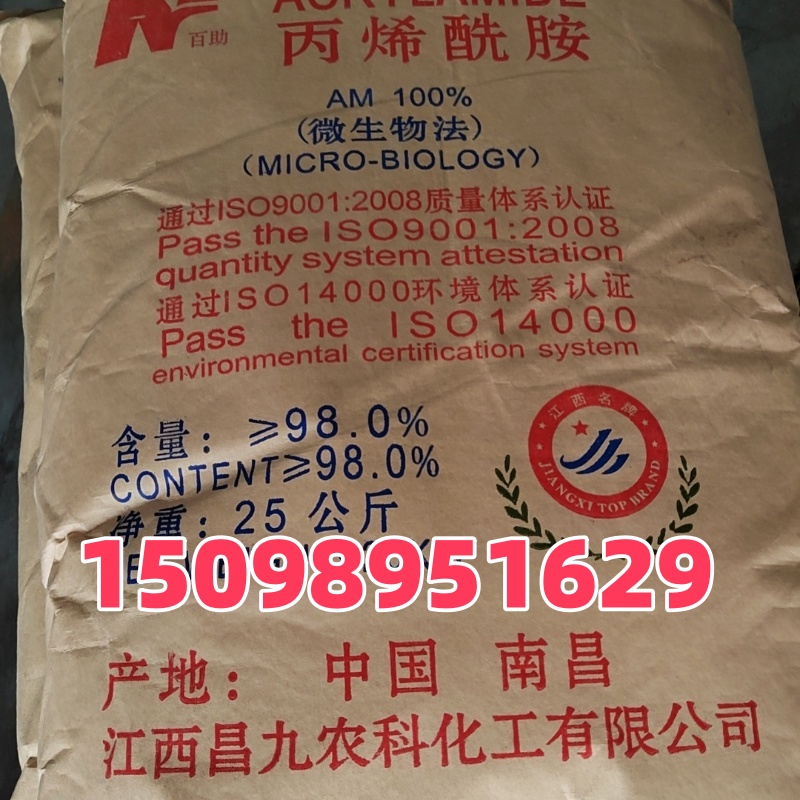 百助
ACRYLAMIDE
丙烯酰胺
AM 100%
(微生物法)
(MICRO-BIOLOGY)
通过ISO9001:2008质量体系认证
Pass the ISO9001:2008
quantity system attestation
通过ISO14000环境体系认证
Pass the ISO14000
environmental certification system
含量: ≥98.0%
CONTENT≥98.0%
净重: 25 公斤
江西名牌
JIANGXI TOP BRAND
15098951629
产地: 中国 南昌
江西昌九农科化工有限公司